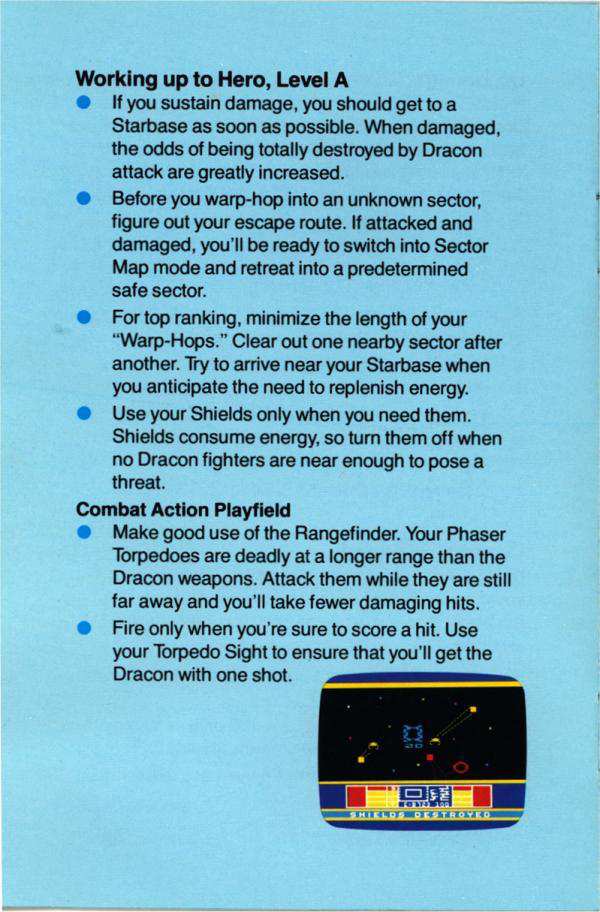 Working up to Hero, Level A
● If you sustain damage, you should get to a
Starbase as soon as possible. When damaged,
the odds of being totally destroyed by Dracon
attack are greatly increased.
● Before you warp-hop into an unknown sector,
figure out your escape route. If attacked and
damaged, you'll be ready to switch into Sector
Map mode and retreat into a predetermined
safe sector.
● For top ranking, minimize the length of your
“Warp-Hops.” Clear out one nearby sector after
another. Try to arrive near your Starbase when
you anticipate the need to replenish energy.
● Use your Shields only when you need them.
Shields consume energy, so turn them off when
no Dracon fighters are near enough to pose a
threat.
Combat Action Playfield
● Make good use of the Rangefinder. Your Phaser
Torpedoes are deadly at a longer range than the
Dracon weapons. Attack them while they are still
far away and you'll take fewer damaging hits.
● Fire only when you're sure to score a hit. Use
your Torpedo Sight to ensure that you'll get the
Dracon with one shot.
20
SHIELDS DESTROYED